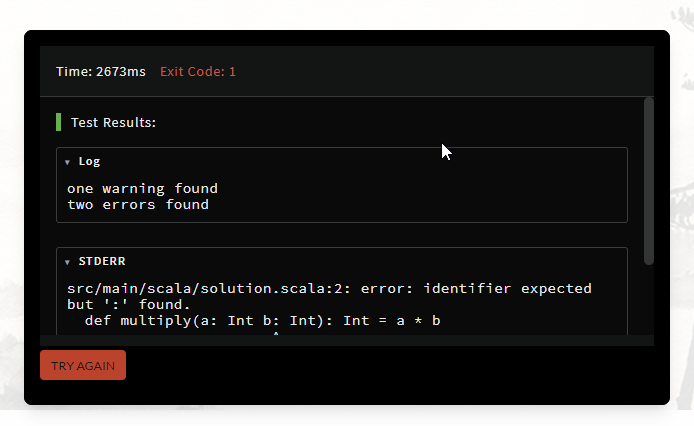 Time: 2673ms Exit Code: 1
Test Results:
▾ Log
one warning found
two errors found
▾ STDERR
src/main/scala/solution.scala:2: error: identifier expected
but ':' found.
def multiply(a: Int b: Int): Int = a * b
^
TRY AGAIN